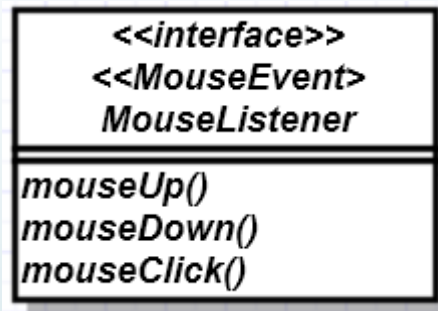 <<interface>>
<<MouseEvent>
MouseListener
mouseUp()
mouseDown()
mouseClick()